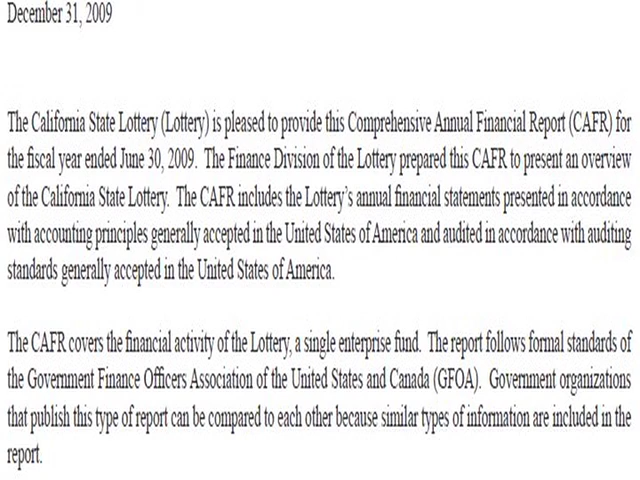 December 31, 2009
The California State Lottery (Lottery) is pleased to provide this Comprehensive Annual Financial Report (CAFR) for
the fiscal year ended June 30, 2009.  The Finance Division of the Lottery prepared this CAFR to present an overview
of the California State Lottery.  The CAFR includes the Lottery’s annual financial statements presented in accordance
with accounting principles generally accepted in the United States of America and audited in accordance with auditing
standards generally accepted in the United States of America.
The CAFR covers the financial activity of the Lottery, a single enterprise fund.  The report follows formal standards of
the Government Finance Officers Association of the United States and Canada (GFOA).  Government organizations
that publish this type of report can be compared to each other because similar types of information are included in the
report.